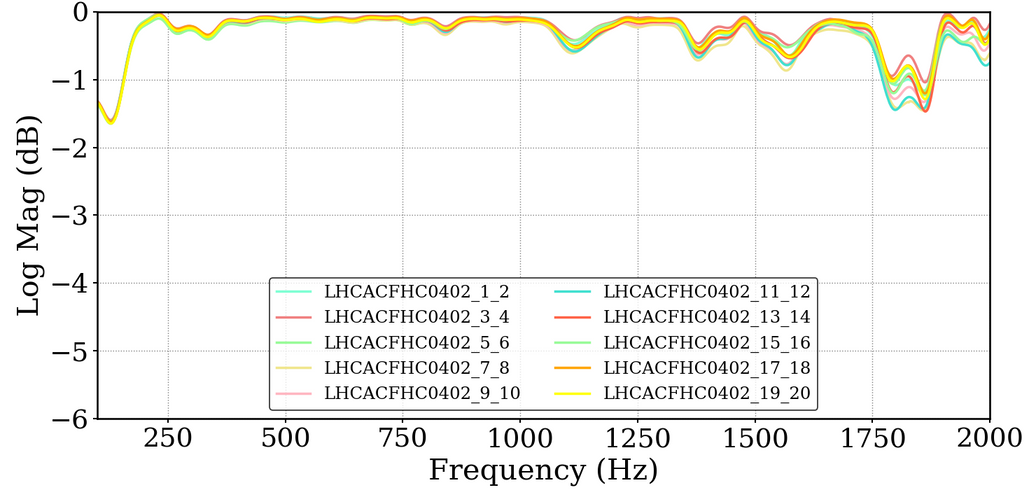 0
−1
−2
−3
−4
−5
−6
Log Mag (dB)
LHCACFHC0402_1_2
LHCACFHC0402_3_4
LHCACFHC0402_5_6
LHCACFHC0402_7_8
LHCACFHC0402_9_10
LHCACFHC0402_11_12
LHCACFHC0402_13_14
LHCACFHC0402_15_16
LHCACFHC0402_17_18
LHCACFHC0402_19_20
250 500 750 1000 1250 1500 1750 2000
Frequency (Hz)